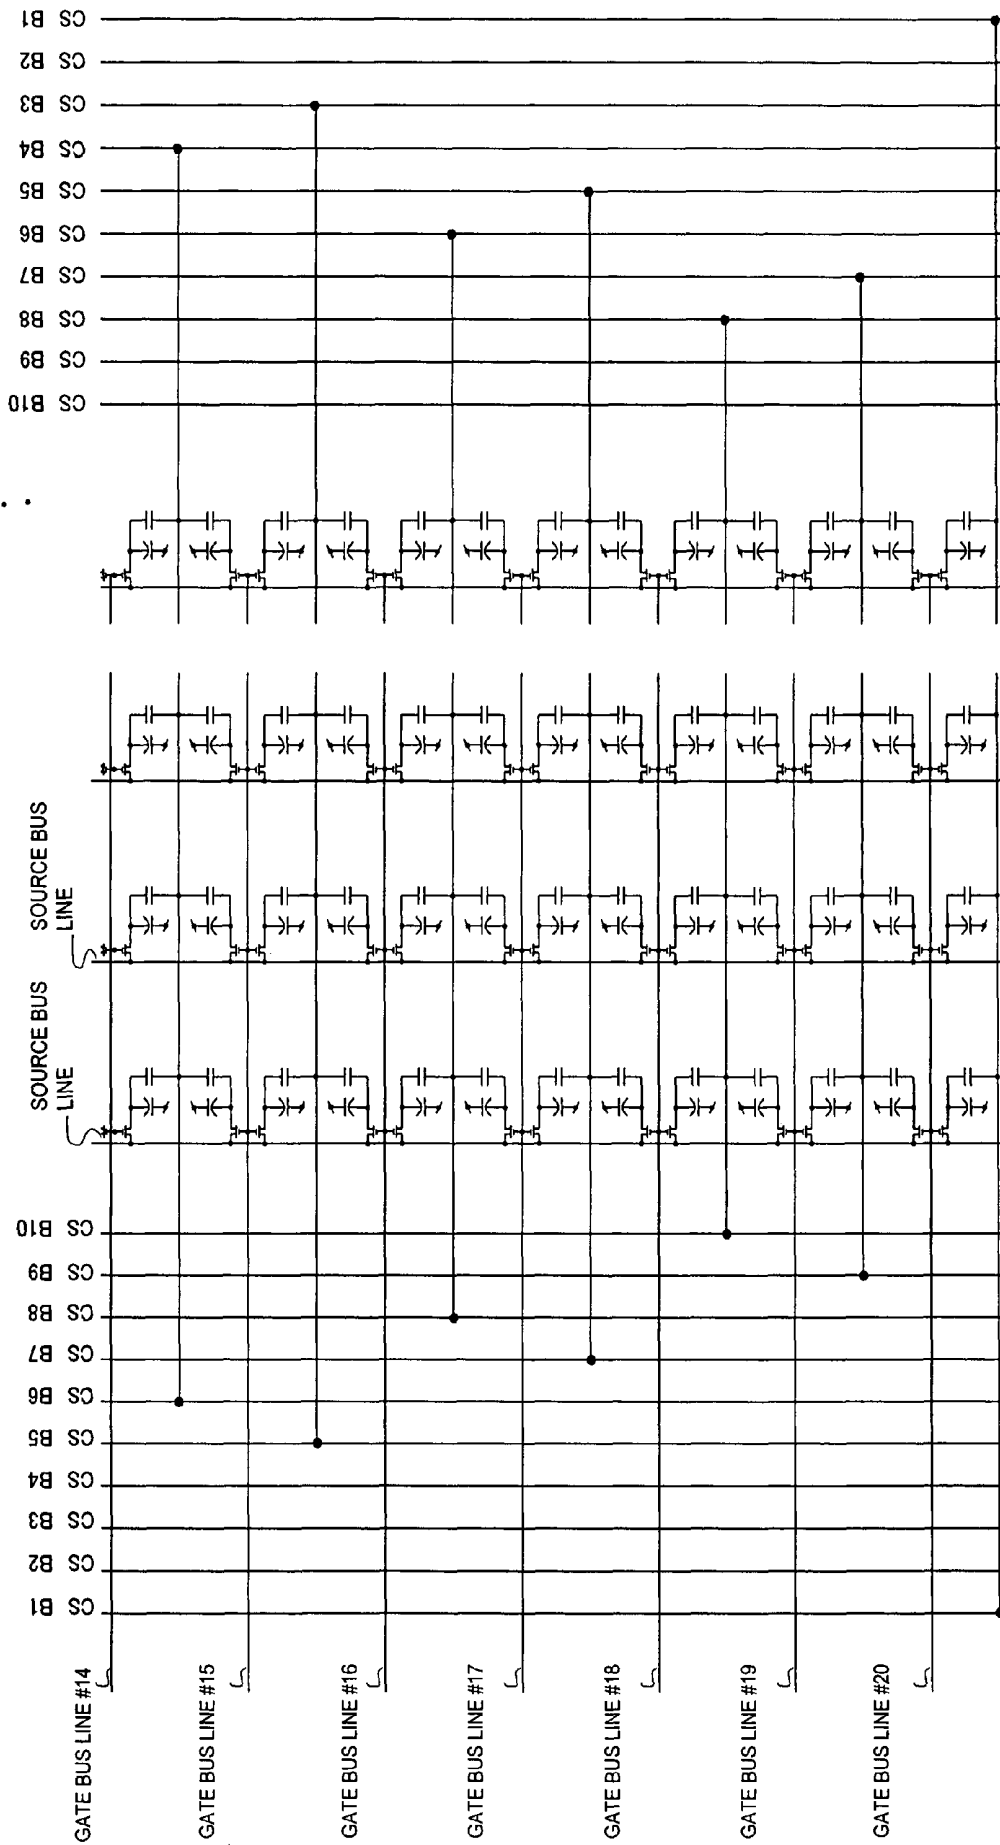 CS B1
CS B2
CS B3
CS B4
CS B5
CS B6
CS B7
CS B8
CS B9
CS B10
SOURCE BUS
LINE
SOURCE BUS
LINE
CS B10
CS B9
CS B8
CS B7
CS B6
CS B5
CS B4
CS B3
CS B2
CS B1
GATE BUS LINE #14
GATE BUS LINE #15
GATE BUS LINE #16
GATE BUS LINE #17
GATE BUS LINE #18
GATE BUS LINE #19
GATE BUS LINE #20